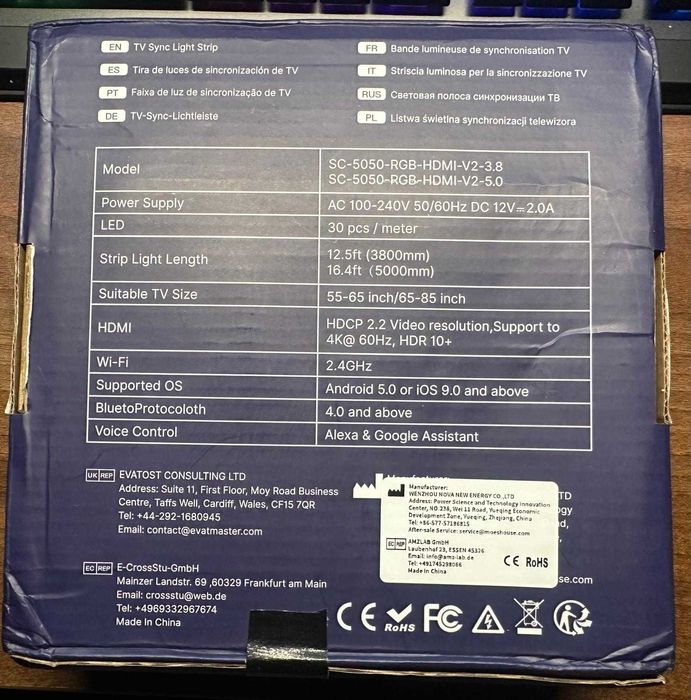 EN TV Sync Light Strip
FR Bande lumineuse de synchronisation TV
ES Tira de luces de sincronización de TV
IT Striscia luminosa per la sincronizzazione TV
PT Faixa de luz de sincronização de TV
RUS Световая полоса синхронизации ТВ
DE TV-Sync-Lichtleiste
PL Listwa świetlna synchronizacji telewizora
Model
SC-5050-RGB-HDMI-V2-3.8
SC-5050-RGB-HDMI-V2-5.0
Power Supply AC 100-240V 50/60Hz DC 12V⎓2.0A
LED 30 pcs / meter
Strip Light Length
12.5ft (3800mm)
16.4ft (5000mm)
Suitable TV Size 55-65 inch/65-85 inch
HDMI
HDCP 2.2 Video resolution,Support to
4K@ 60Hz, HDR 10+
Wi-Fi 2.4GHz
Supported OS Android 5.0 or iOS 9.0 and above
BluetoProtocoloth 4.0 and above
Voice Control Alexa & Google Assistant
UK REP EVATOST CONSULTING LTD
Address: Suite 11, First Floor, Moy Road Business
Centre, Taffs Well, Cardiff, Wales, CF15 7QR
Tel: +44-292-1680945
Email: contact@evatmaster.com
EC REP E-CrossStu-GmbH
Mainzer Landstr. 69 ,60329 Frankfurt am Main
Email: crossstu@web.de
Tel: +4969332967674
Made In China
Manufacturer:
WENZHOU NOVA NEW ENERGY CO.,LTD
Address: Power Science and Technology Innovation
Center, NO.238, Wei 11 Road, Yueqing Economic
Development Zone, Yueqing, Zhejiang, China
Tel: +86-577-57186815
After-sale Service: service@moeshouse.com
EC REP AMZLAB GmbH
Laubenhof 23, ESSEN 45326
Email: info@amz-lab.de
Tel: +491745298066
Made In China
CE RoHS
TD
gy
se.com
CE RoHS FC